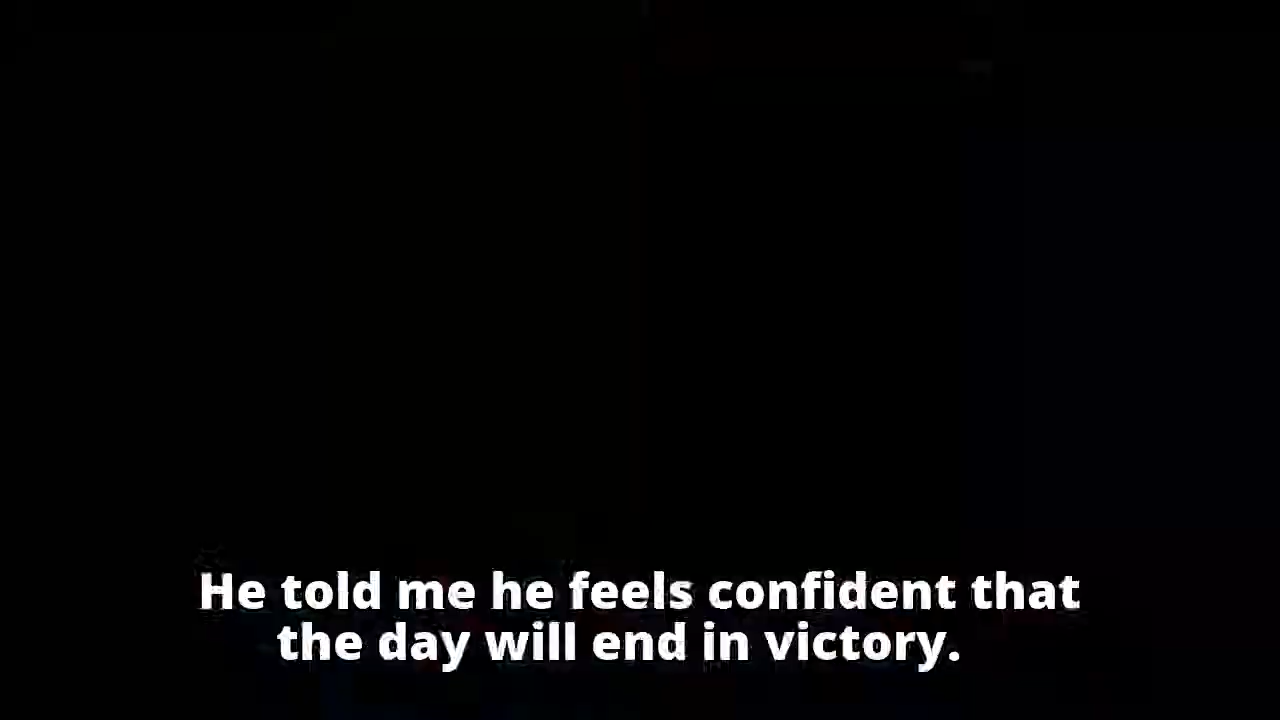 He told me he feels confident that
the day will end in victory.